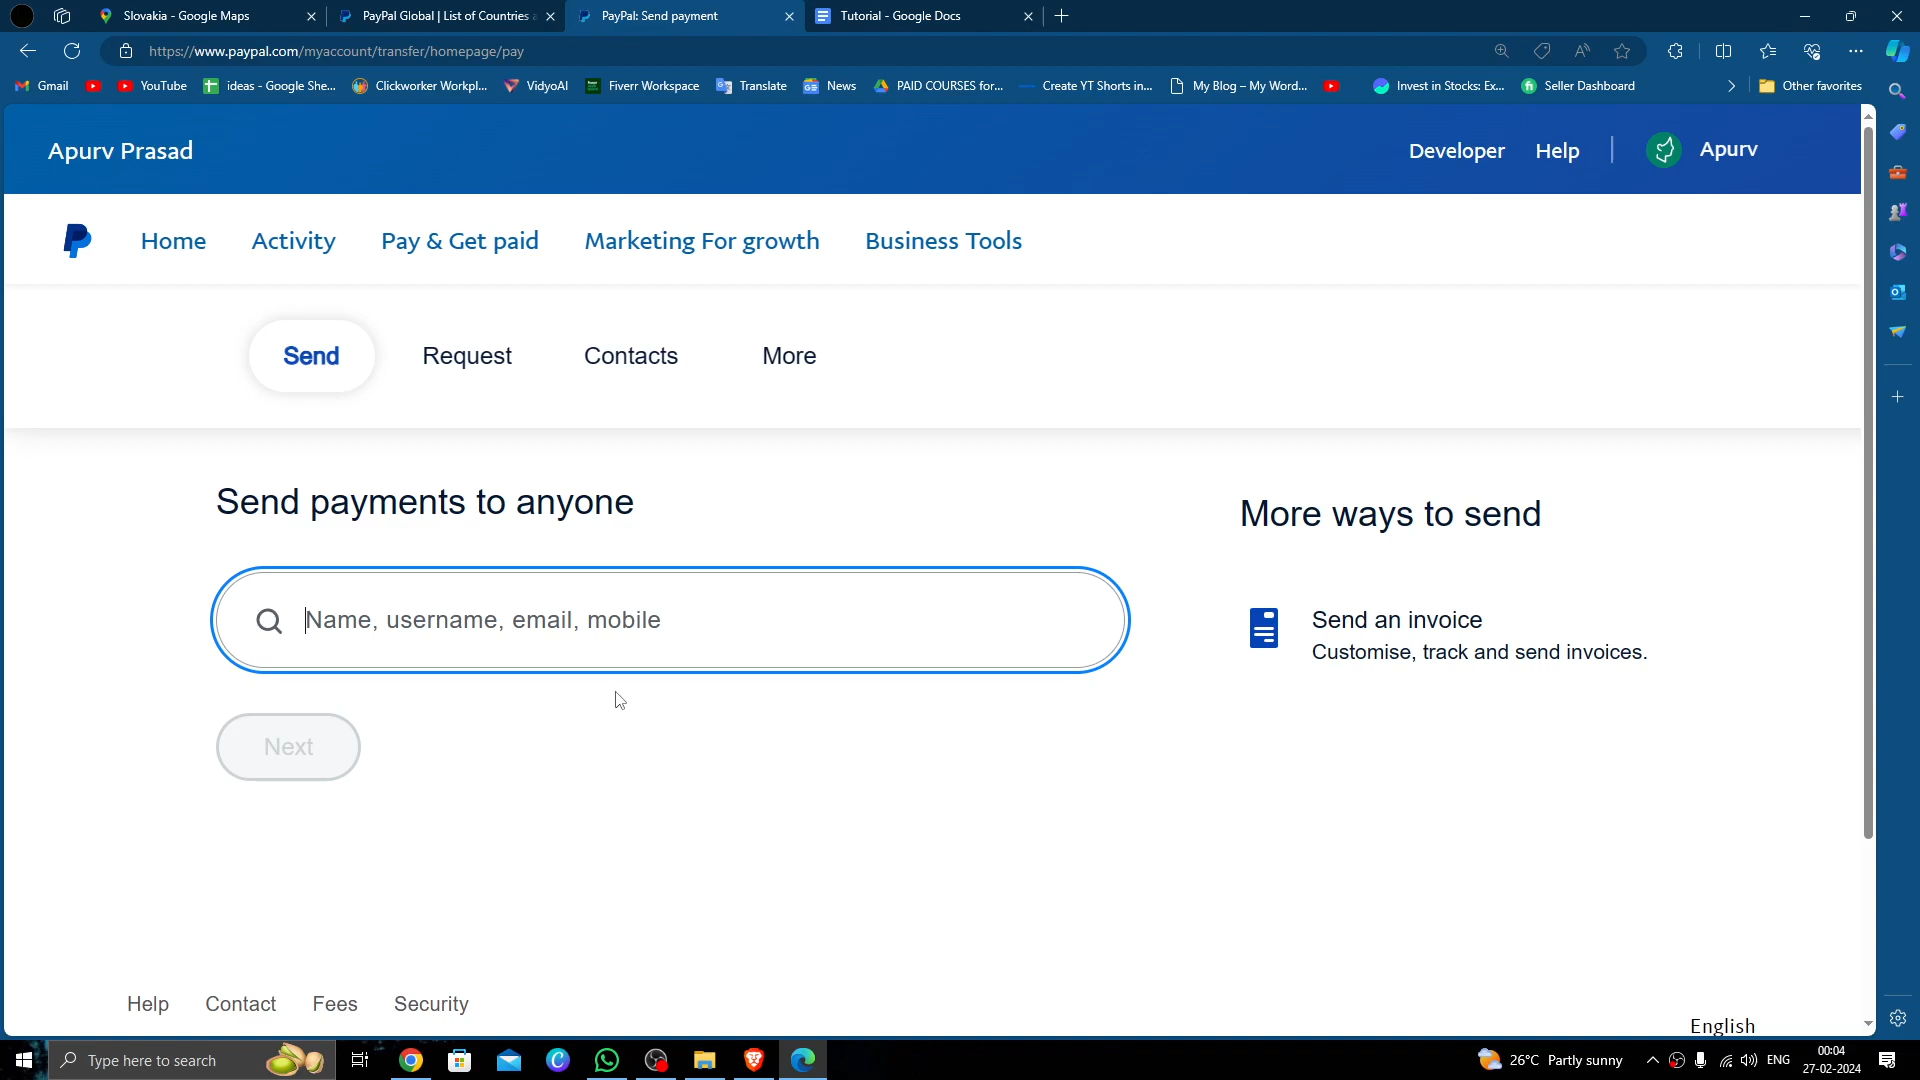 Slovakia - Google Maps
PayPal Global | List of Countries a
PayPal: Send payment
Tutorial - Google Docs
https://www.paypal.com/myaccount/transfer/homepage/pay
Gmail
YouTube
ideas - Google She...
Clickworker Workpl...
VidyoAI
Fiverr Workspace
Translate
News
PAID COURSES for...
Create YT Shorts in...
My Blog – My Word...
Invest in Stocks: Ex...
Seller Dashboard
Other favorites
Apurv Prasad
Developer
Help
Apurv
Home
Activity
Pay & Get paid
Marketing For growth
Business Tools
Send
Request
Contacts
More
Send payments to anyone
Name, username, email, mobile
Next
More ways to send
Send an invoice
Customise, track and send invoices.
Help
Contact
Fees
Security
English
Type here to search
26°C Partly sunny
ENG
00:04
27-02-2024